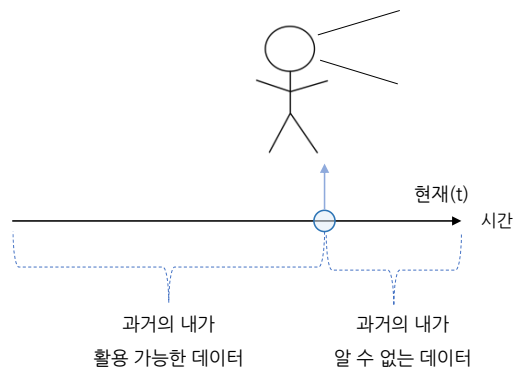 현재(t)
시간
과거의 내가
활용 가능한 데이터
과거의 내가
알 수 없는 데이터